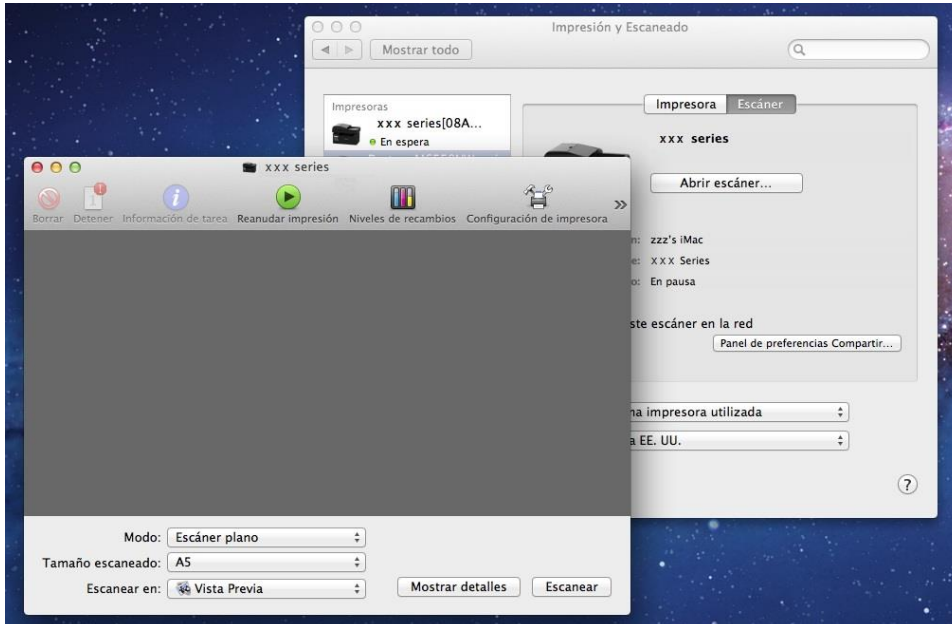 Impresión y Escaneado
Mostrar todo
Impresoras
xxx series[08A...
En espera
Impresora Escáner
xxx series
Abrir escáner...
n: zzz's iMac
e: XXX Series
o: En pausa
ste escáner en la red
Panel de preferencias Compartir...
na impresora utilizada
a EE. UU.
?
xxx series
Borrar Detener Información de tarea Reanudar impresión Niveles de recambios Configuración de impresora »
Modo: Escáner plano
Tamaño escaneado: A5
Escanear en: Vista Previa
Mostrar detalles Escanear